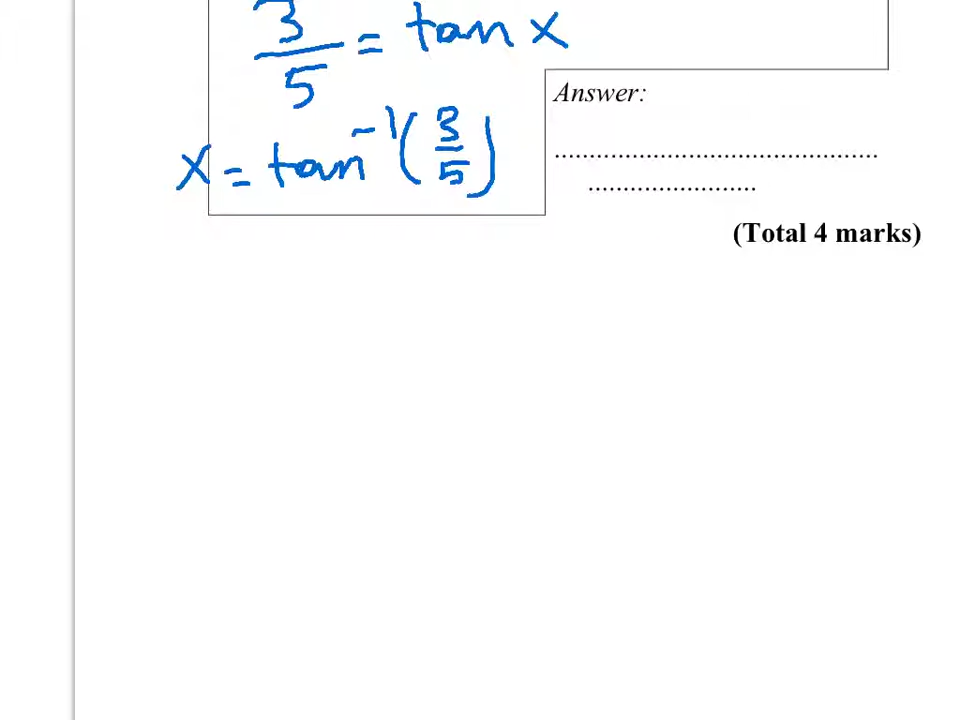 3/5 = tan x
Answer:
x = tan⁻¹(3/5)
................................................
........................
(Total 4 marks)